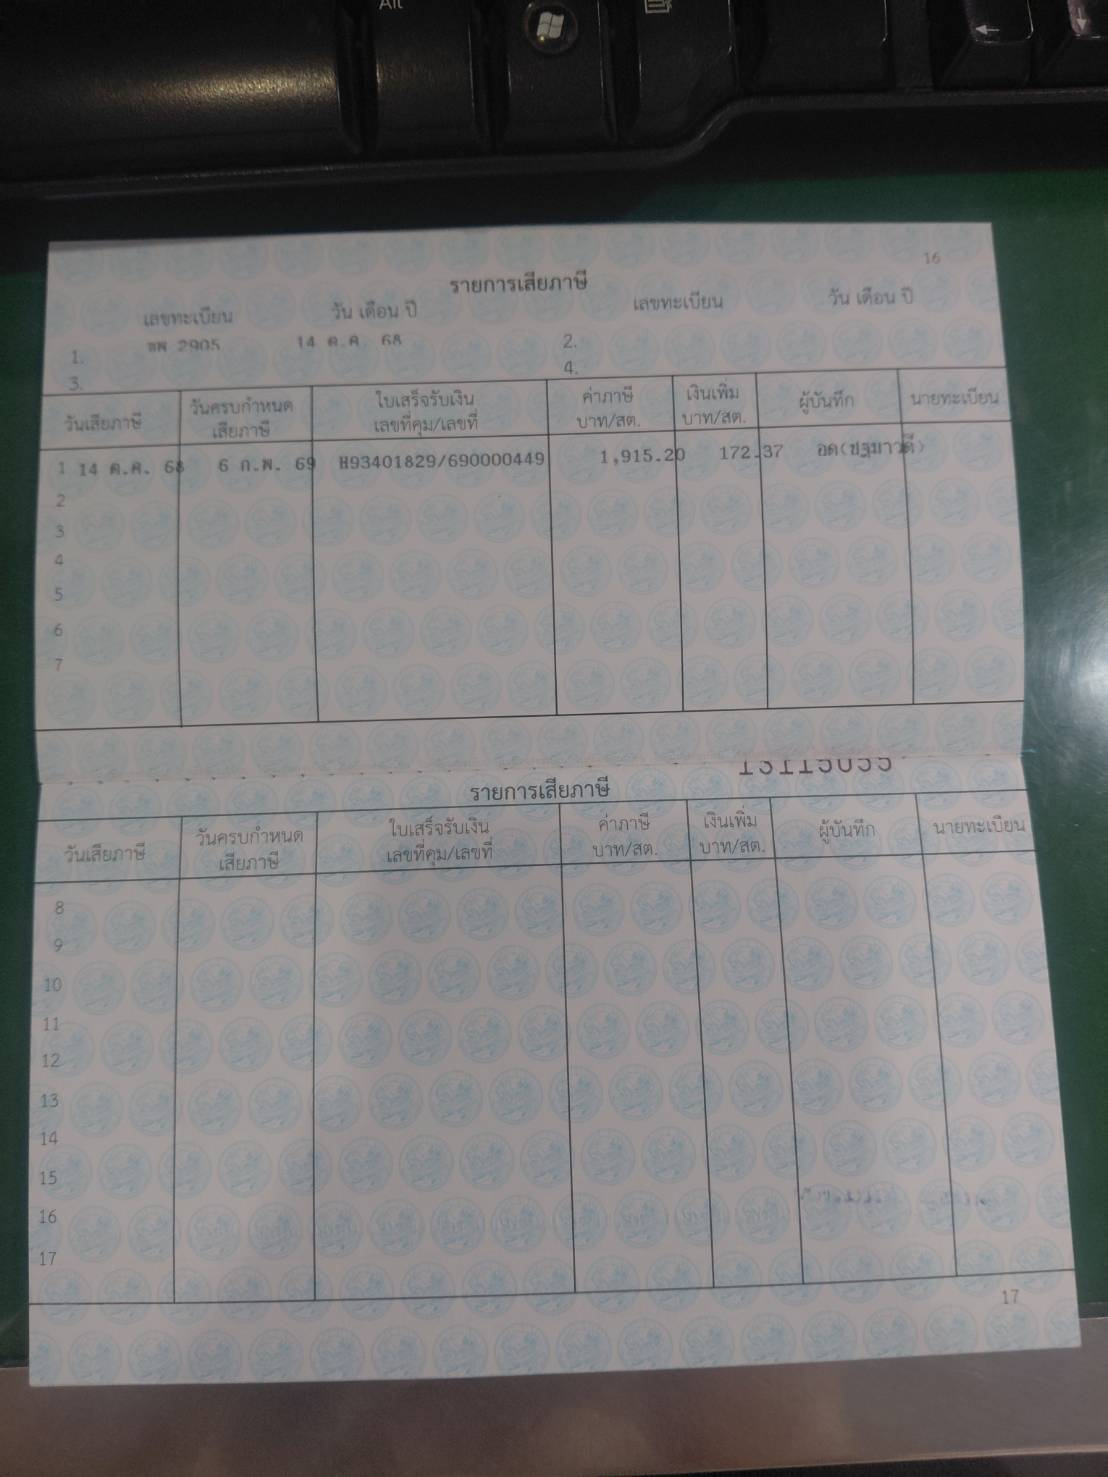 Alt
16
รายการเสียภาษี
เลขทะเบียน วัน เดือน ปี เลขทะเบียน วัน เดือน ปี
1. 2905 14 ต.ค. 68 2.
3. 4.
วันเสียภาษี วันครบกำหนดเสียภาษี ใบเสร็จรับเงิน เลขที่คุม/เลขที่ ค่าภาษี บาท/สต. เงินเพิ่ม บาท/สต. ผู้บันทึก นายทะเบียน
1 14 ต.ค. 68 6 ก.พ. 69 H93401829/690000449 1,915.20 172.37 อด(ปฐมาวดี)
2
3
4
5
6
7
13115055
รายการเสียภาษี
วันเสียภาษี วันครบกำหนดเสียภาษี ใบเสร็จรับเงิน เลขที่คุม/เลขที่ ค่าภาษี บาท/สต. เงินเพิ่ม บาท/สต. ผู้บันทึก นายทะเบียน
8
9
10
11
12
13
14
15
16
17
17